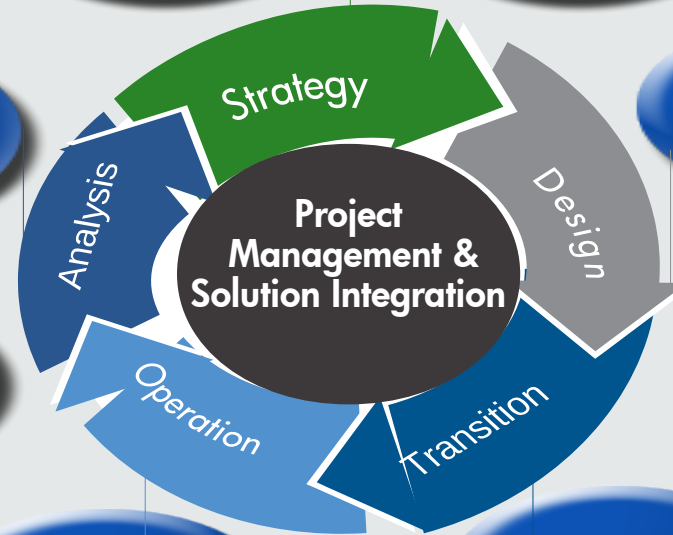 Strategy
Design
Transition
Operation
Analysis
Project
Management &
Solution Integration